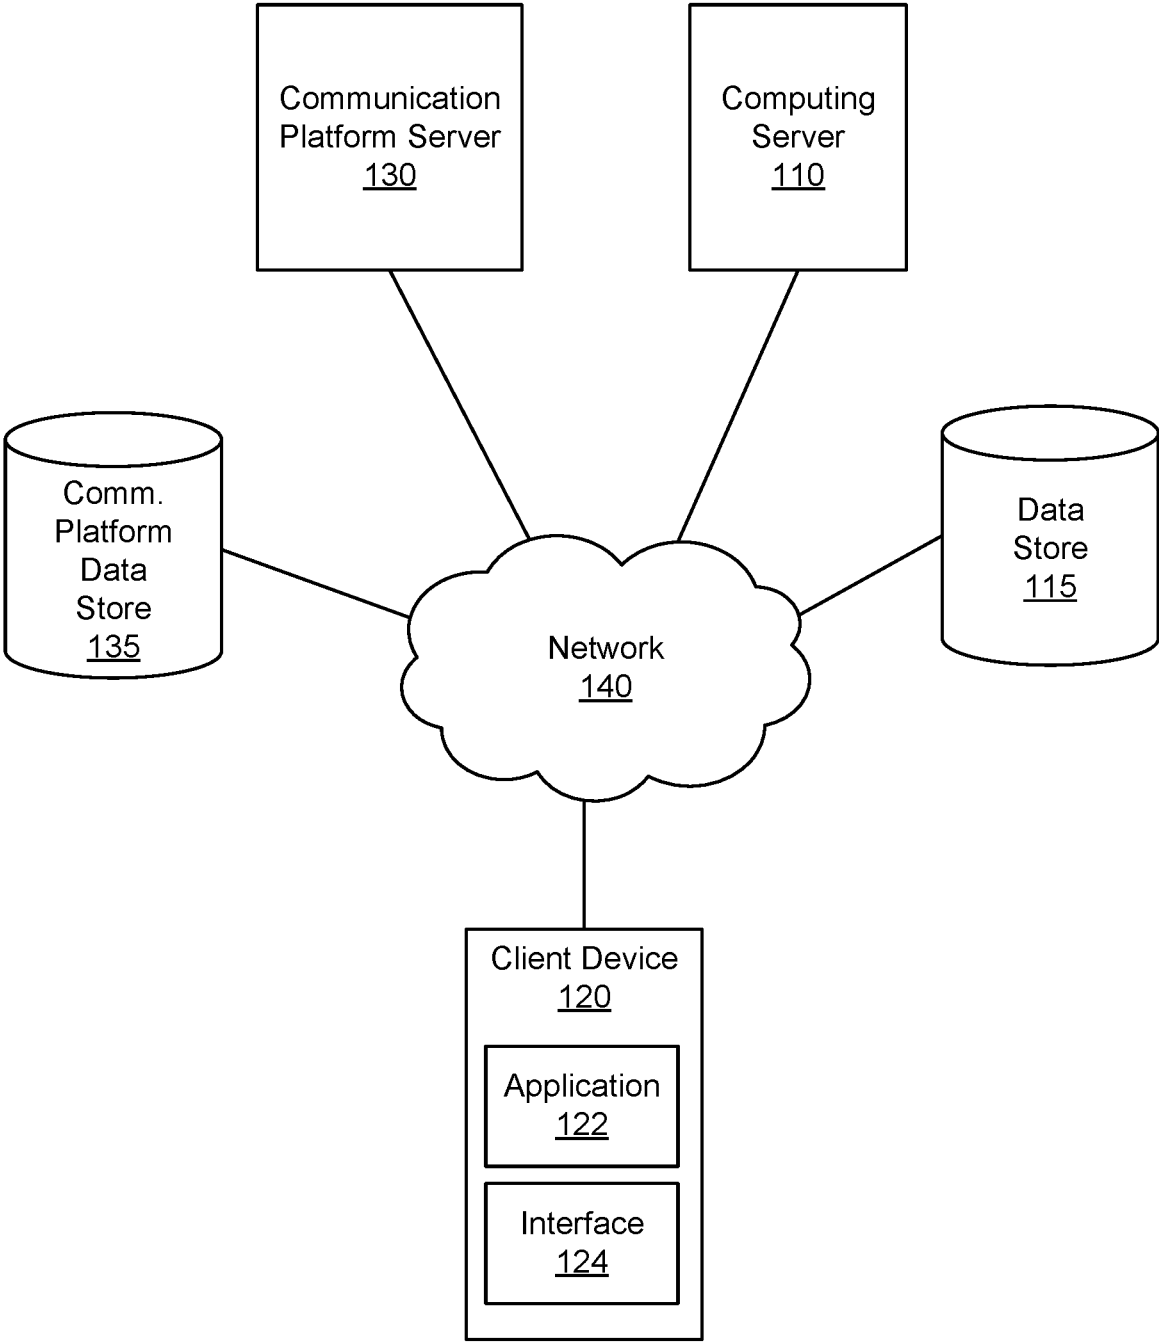 Communication
Platform Server
130
Computing
Server
110
Comm.
Platform
Data
Store
135
Data
Store
115
Network
140
Client Device
120
Application
122
Interface
124